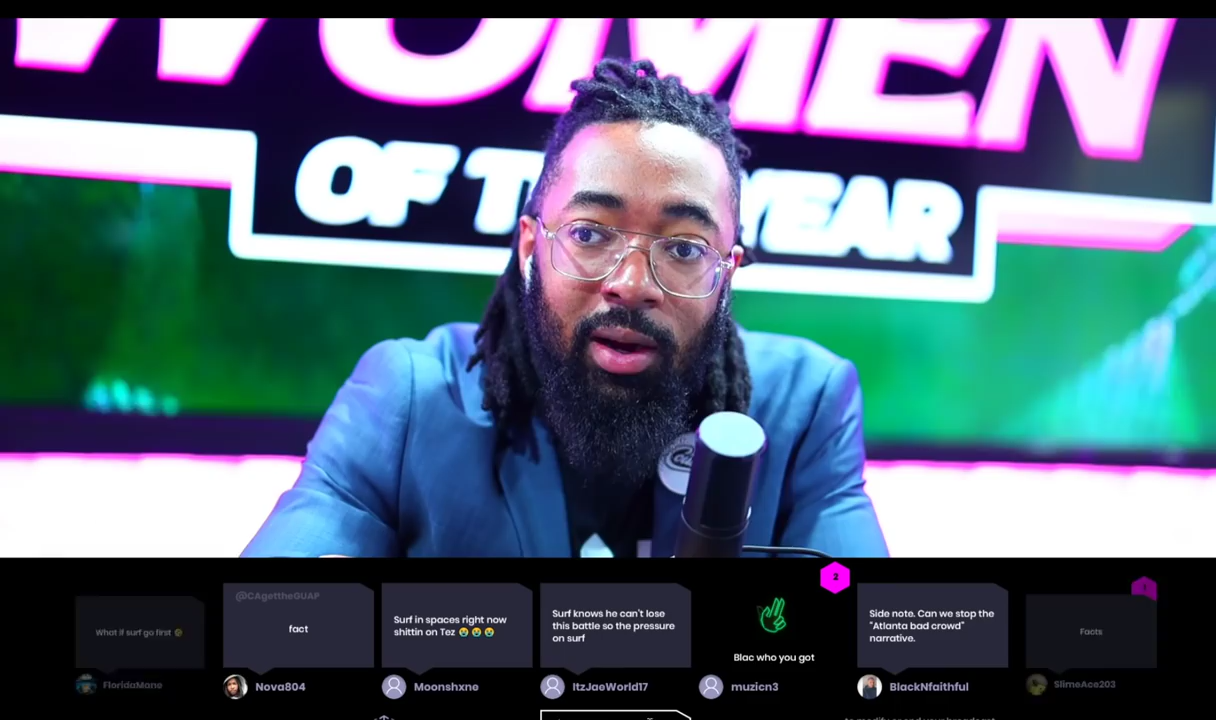 WOMEN
OF T YEAR
2
@CAgettheGUAP
What if surf go first 🤣
fact
Surf in spaces right now
shittin on Tez 😭 😭 😭
Surf knows he can't lose
this battle so the pressure
on surf
Blac who you got
Side note. Can we stop the
"Atlanta bad crowd"
narrative.
Facts
FloridaMane
Nova804
Moonshxne
ItzJaeWorld17
muzicn3
BlackNfaithful
SlimeAce203